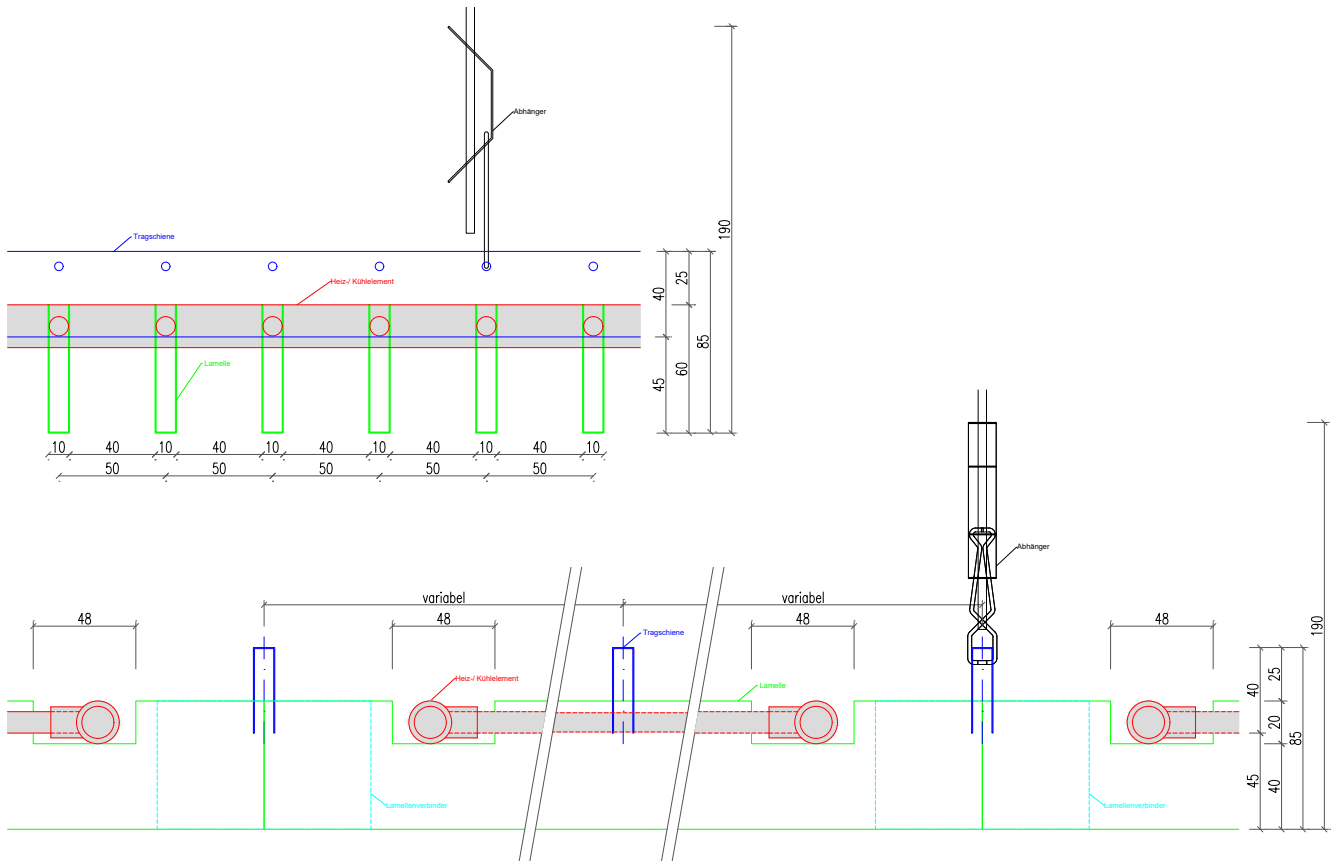 Abhänger
190
Tragschiene
Heiz-/ Kühlelement
40
25
85
Lamelle
45
60
10 40 10 40 10 40 10 40 10 40 10
50 50 50 50 50
Abhänger
variabel variabel
48 48 48 48
190
Tragschiene
Heiz-/ Kühlelement
Lamelle
40
25
20
85
45
40
Lamellenverbinder
Lamellenverbinder